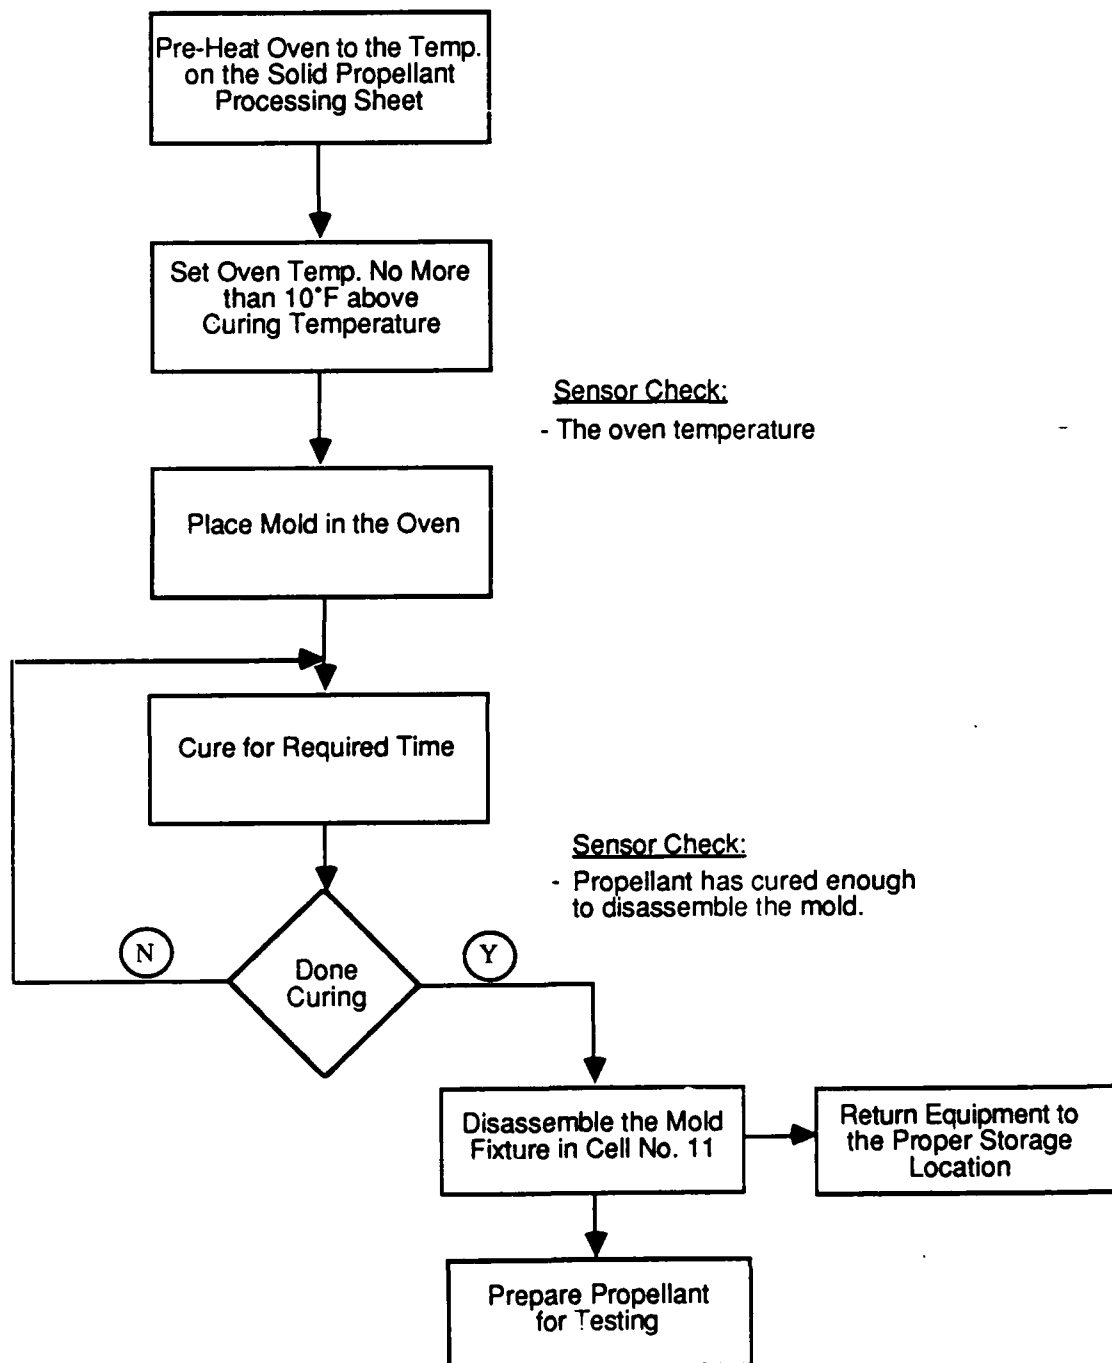 Pre-Heat Oven to the Temp.
on the Solid Propellant
Processing Sheet
Set Oven Temp. No More
than 10°F above
Curing Temperature
Sensor Check:
- The oven temperature
Place Mold in the Oven
Cure for Required Time
Sensor Check:
- Propellant has cured enough
to disassemble the mold.
N
Y
Done
Curing
Disassemble the Mold
Fixture in Cell No. 11
Return Equipment to
the Proper Storage
Location
Prepare Propellant
for Testing